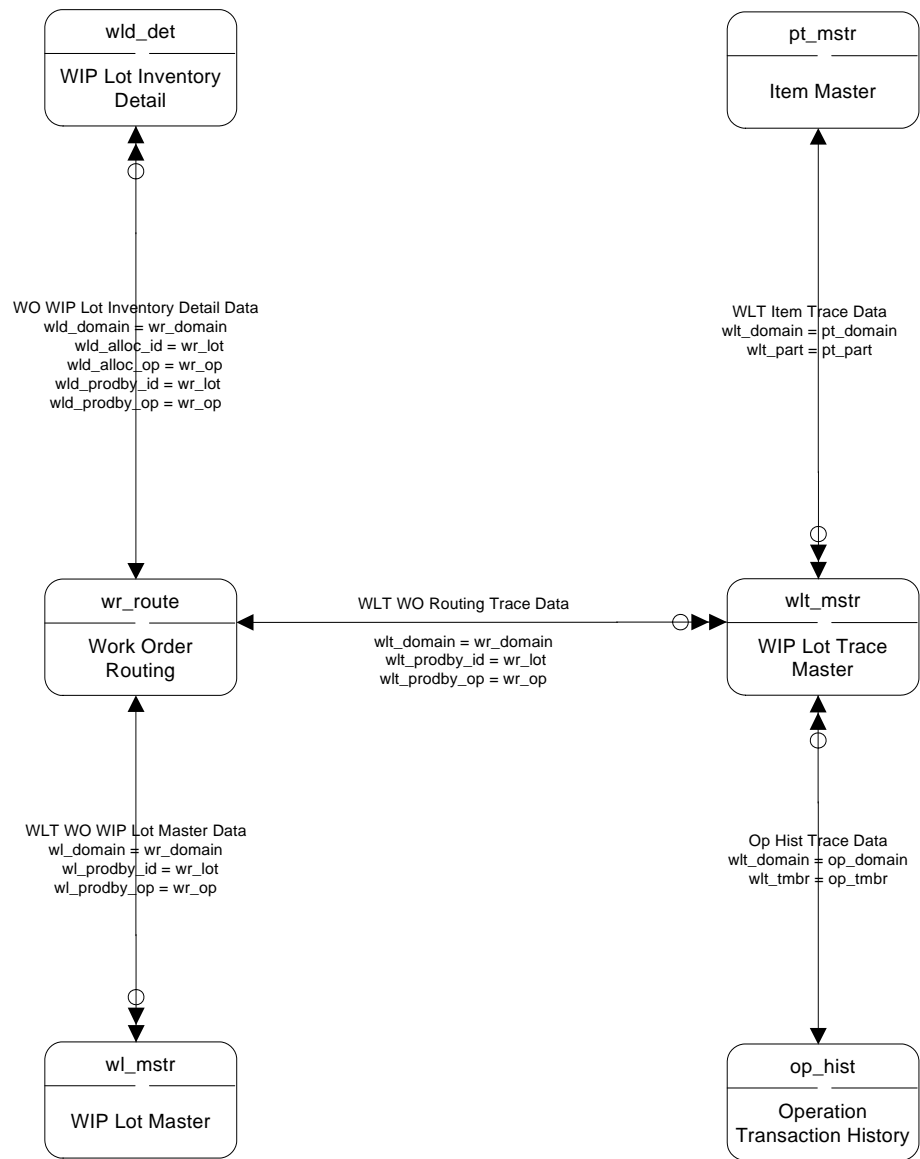 wld_det
WIP Lot Inventory
Detail
pt_mstr
Item Master
WO WIP Lot Inventory Detail Data
wld_domain = wr_domain
wld_alloc_id = wr_lot
wld_alloc_op = wr_op
wld_prodby_id = wr_lot
wld_prodby_op = wr_op
WLT Item Trace Data
wlt_domain = pt_domain
wlt_part = pt_part
wr_route
Work Order
Routing
WLT WO Routing Trace Data
wlt_domain = wr_domain
wlt_prodby_id = wr_lot
wlt_prodby_op = wr_op
wlt_mstr
WIP Lot Trace
Master
WLT WO WIP Lot Master Data
wl_domain = wr_domain
wl_prodby_id = wr_lot
wl_prodby_op = wr_op
Op Hist Trace Data
wlt_domain = op_domain
wlt_tmbr = op_tmbr
wl_mstr
WIP Lot Master
op_hist
Operation
Transaction History